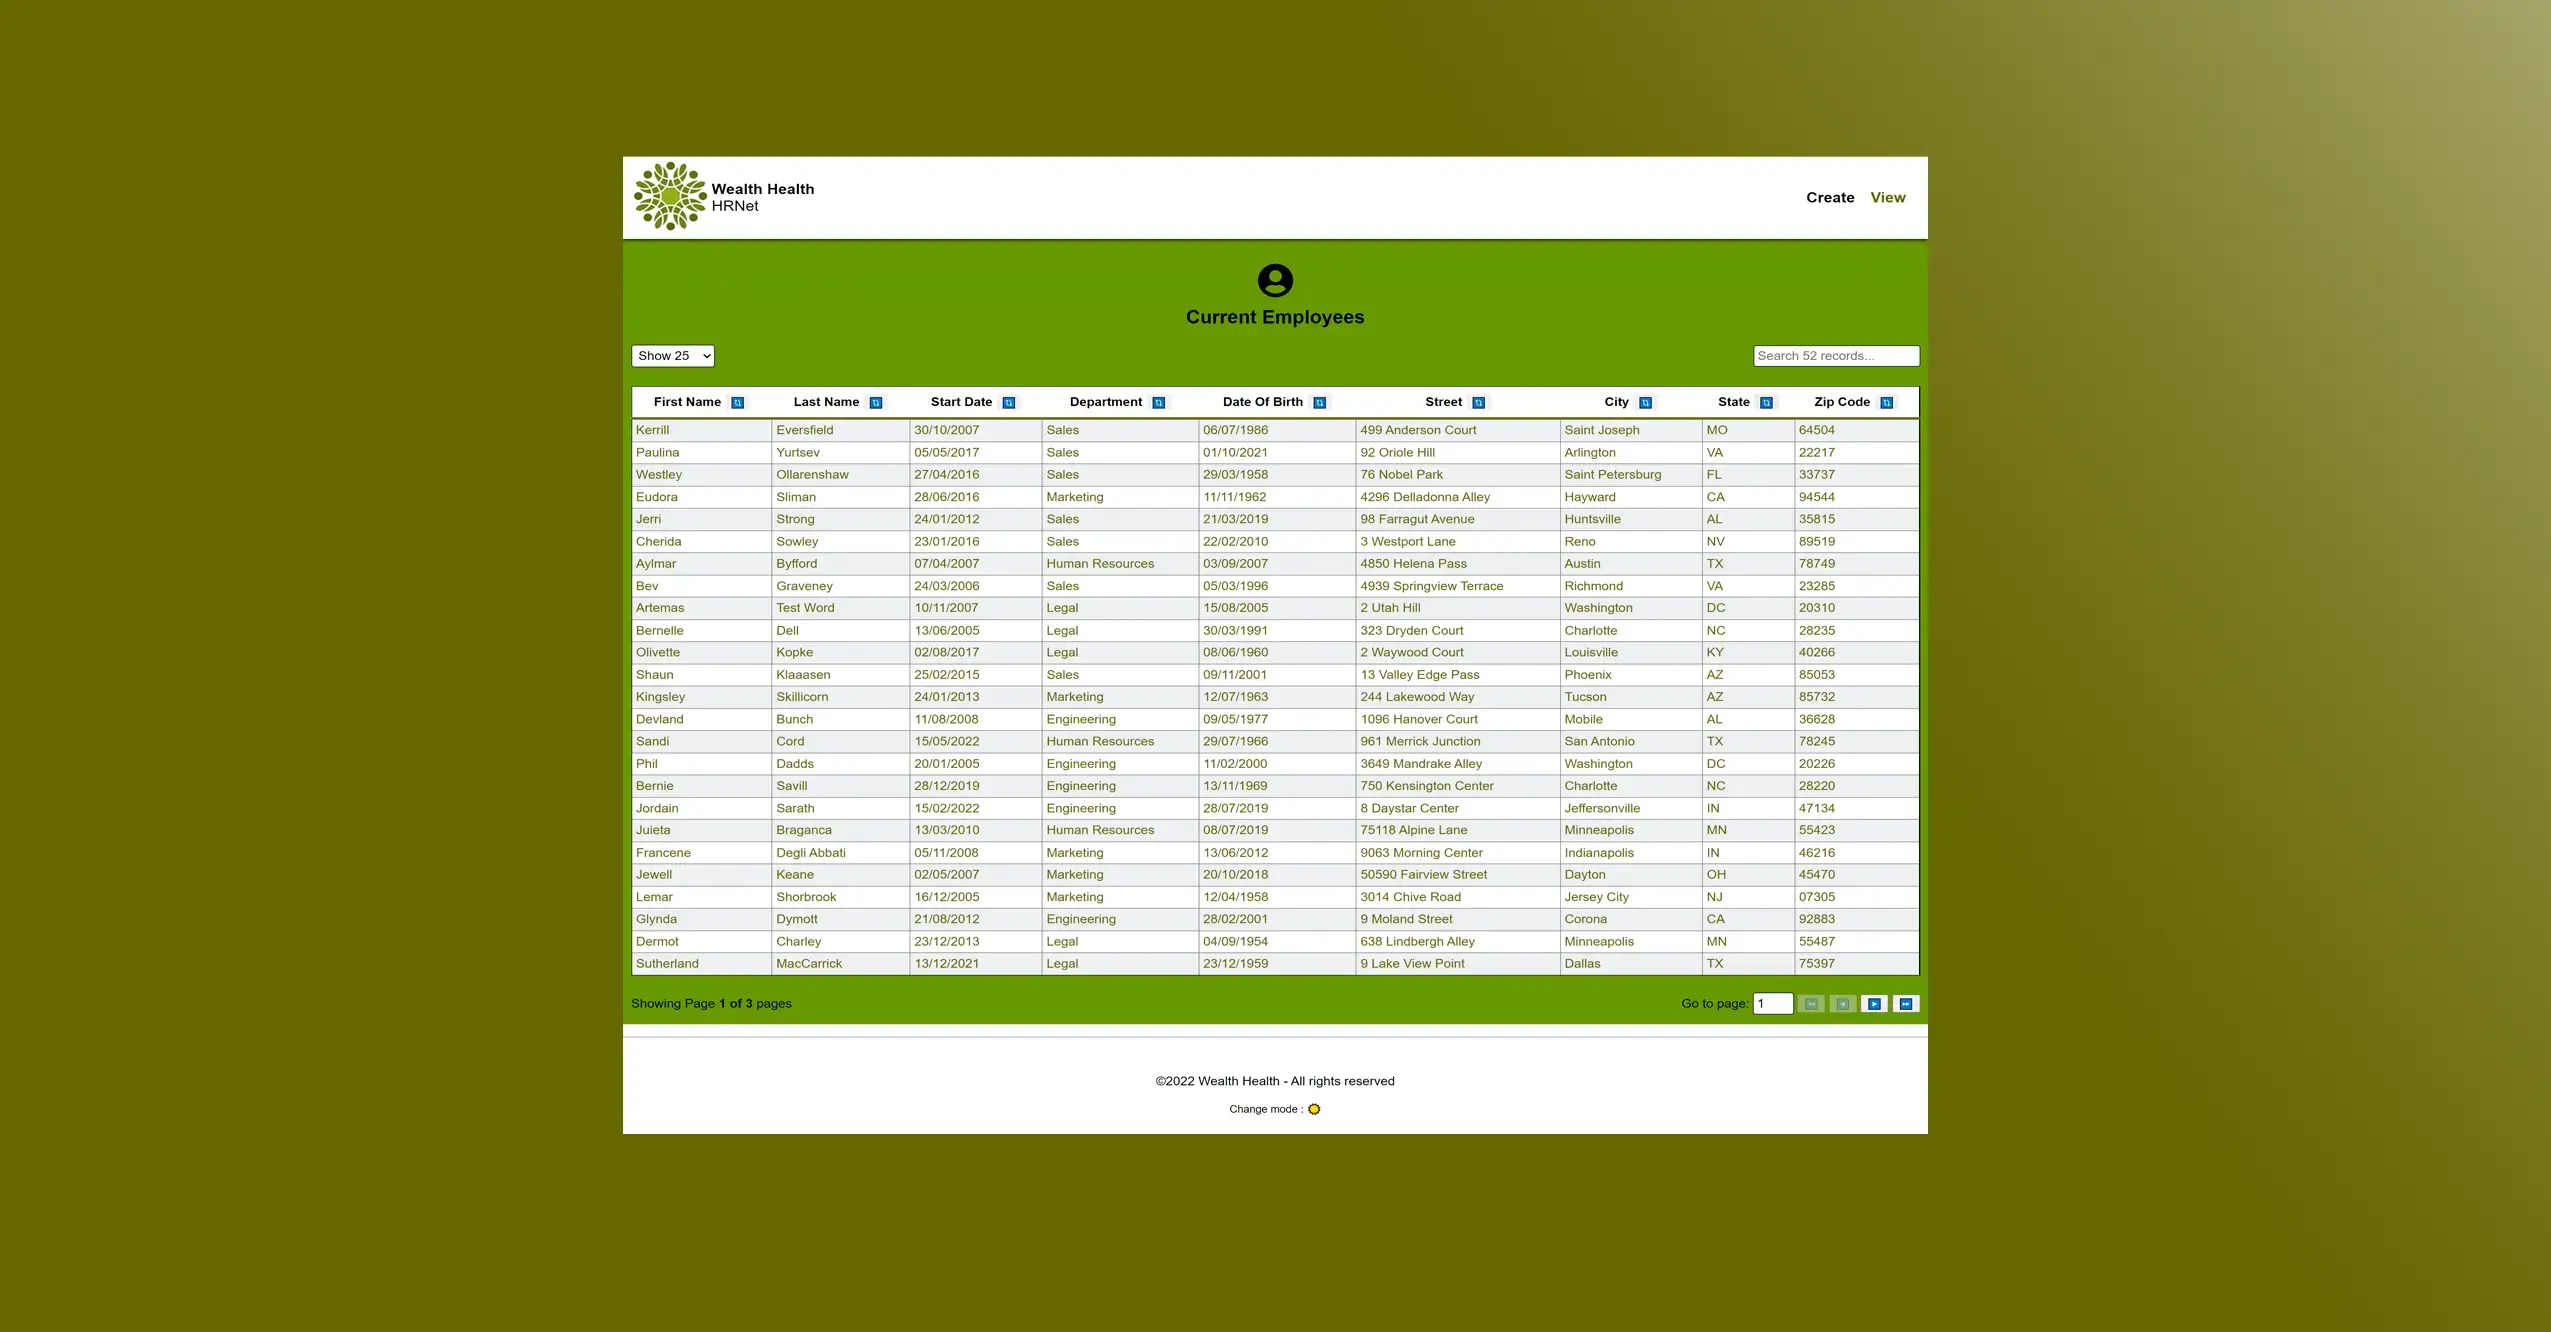 Wealth Health
HRNet
Create View
Current Employees
Show 25
Search 52 records...
First Name Last Name Start Date Department Date Of Birth Street City State Zip Code
Kerrill Eversfield 30/10/2007 Sales 06/07/1986 499 Anderson Court Saint Joseph MO 64504
Paulina Yurtsev 05/05/2017 Sales 01/10/2021 92 Oriole Hill Arlington VA 22217
Westley Ollarenshaw 27/04/2016 Sales 29/03/1958 76 Nobel Park Saint Petersburg FL 33737
Eudora Sliman 28/06/2016 Marketing 11/11/1962 4296 Delladonna Alley Hayward CA 94544
Jerri Strong 24/01/2012 Sales 21/03/2019 98 Farragut Avenue Huntsville AL 35815
Cherida Sowley 23/01/2016 Sales 22/02/2010 3 Westport Lane Reno NV 89519
Aylmar Byfford 07/04/2007 Human Resources 03/09/2007 4850 Helena Pass Austin TX 78749
Bev Graveney 24/03/2006 Sales 05/03/1996 4939 Springview Terrace Richmond VA 23285
Artemas Test Word 10/11/2007 Legal 15/08/2005 2 Utah Hill Washington DC 20310
Bernelle Dell 13/06/2005 Legal 30/03/1991 323 Dryden Court Charlotte NC 28235
Olivette Kopke 02/08/2017 Legal 08/06/1960 2 Waywood Court Louisville KY 40266
Shaun Klaaasen 25/02/2015 Sales 09/11/2001 13 Valley Edge Pass Phoenix AZ 85053
Kingsley Skillicorn 24/01/2013 Marketing 12/07/1963 244 Lakewood Way Tucson AZ 85732
Devland Bunch 11/08/2008 Engineering 09/05/1977 1096 Hanover Court Mobile AL 36628
Sandi Cord 15/05/2022 Human Resources 29/07/1966 961 Merrick Junction San Antonio TX 78245
Phil Dadds 20/01/2005 Engineering 11/02/2000 3649 Mandrake Alley Washington DC 20226
Bernie Savill 28/12/2019 Engineering 13/11/1969 750 Kensington Center Charlotte NC 28220
Jordain Sarath 15/02/2022 Engineering 28/07/2019 8 Daystar Center Jeffersonville IN 47134
Juieta Braganca 13/03/2010 Human Resources 08/07/2019 75118 Alpine Lane Minneapolis MN 55423
Francene Degli Abbati 05/11/2008 Marketing 13/06/2012 9063 Morning Center Indianapolis IN 46216
Jewell Keane 02/05/2007 Marketing 20/10/2018 50590 Fairview Street Dayton OH 45470
Lemar Shorbrook 16/12/2005 Marketing 12/04/1958 3014 Chive Road Jersey City NJ 07305
Glynda Dymott 21/08/2012 Engineering 28/02/2001 9 Moland Street Corona CA 92883
Dermot Charley 23/12/2013 Legal 04/09/1954 638 Lindbergh Alley Minneapolis MN 55487
Sutherland MacCarrick 13/12/2021 Legal 23/12/1959 9 Lake View Point Dallas TX 75397
Showing Page 1 of 3 pages Go to page: 1
©2022 Wealth Health - All rights reserved
Change mode :